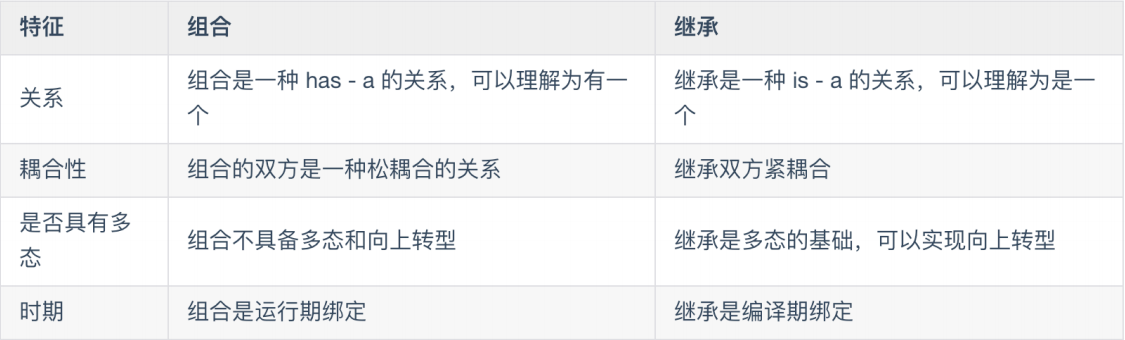 特征 组合 继承
关系 组合是一种 has - a 的关系，可以理解为有一个 继承是一种 is - a 的关系，可以理解为是一个
耦合性 组合的双方是一种松耦合的关系 继承双方紧耦合
是否具有多态 组合不具备多态和向上转型 继承是多态的基础，可以实现向上转型
时期 组合是运行期绑定 继承是编译期绑定